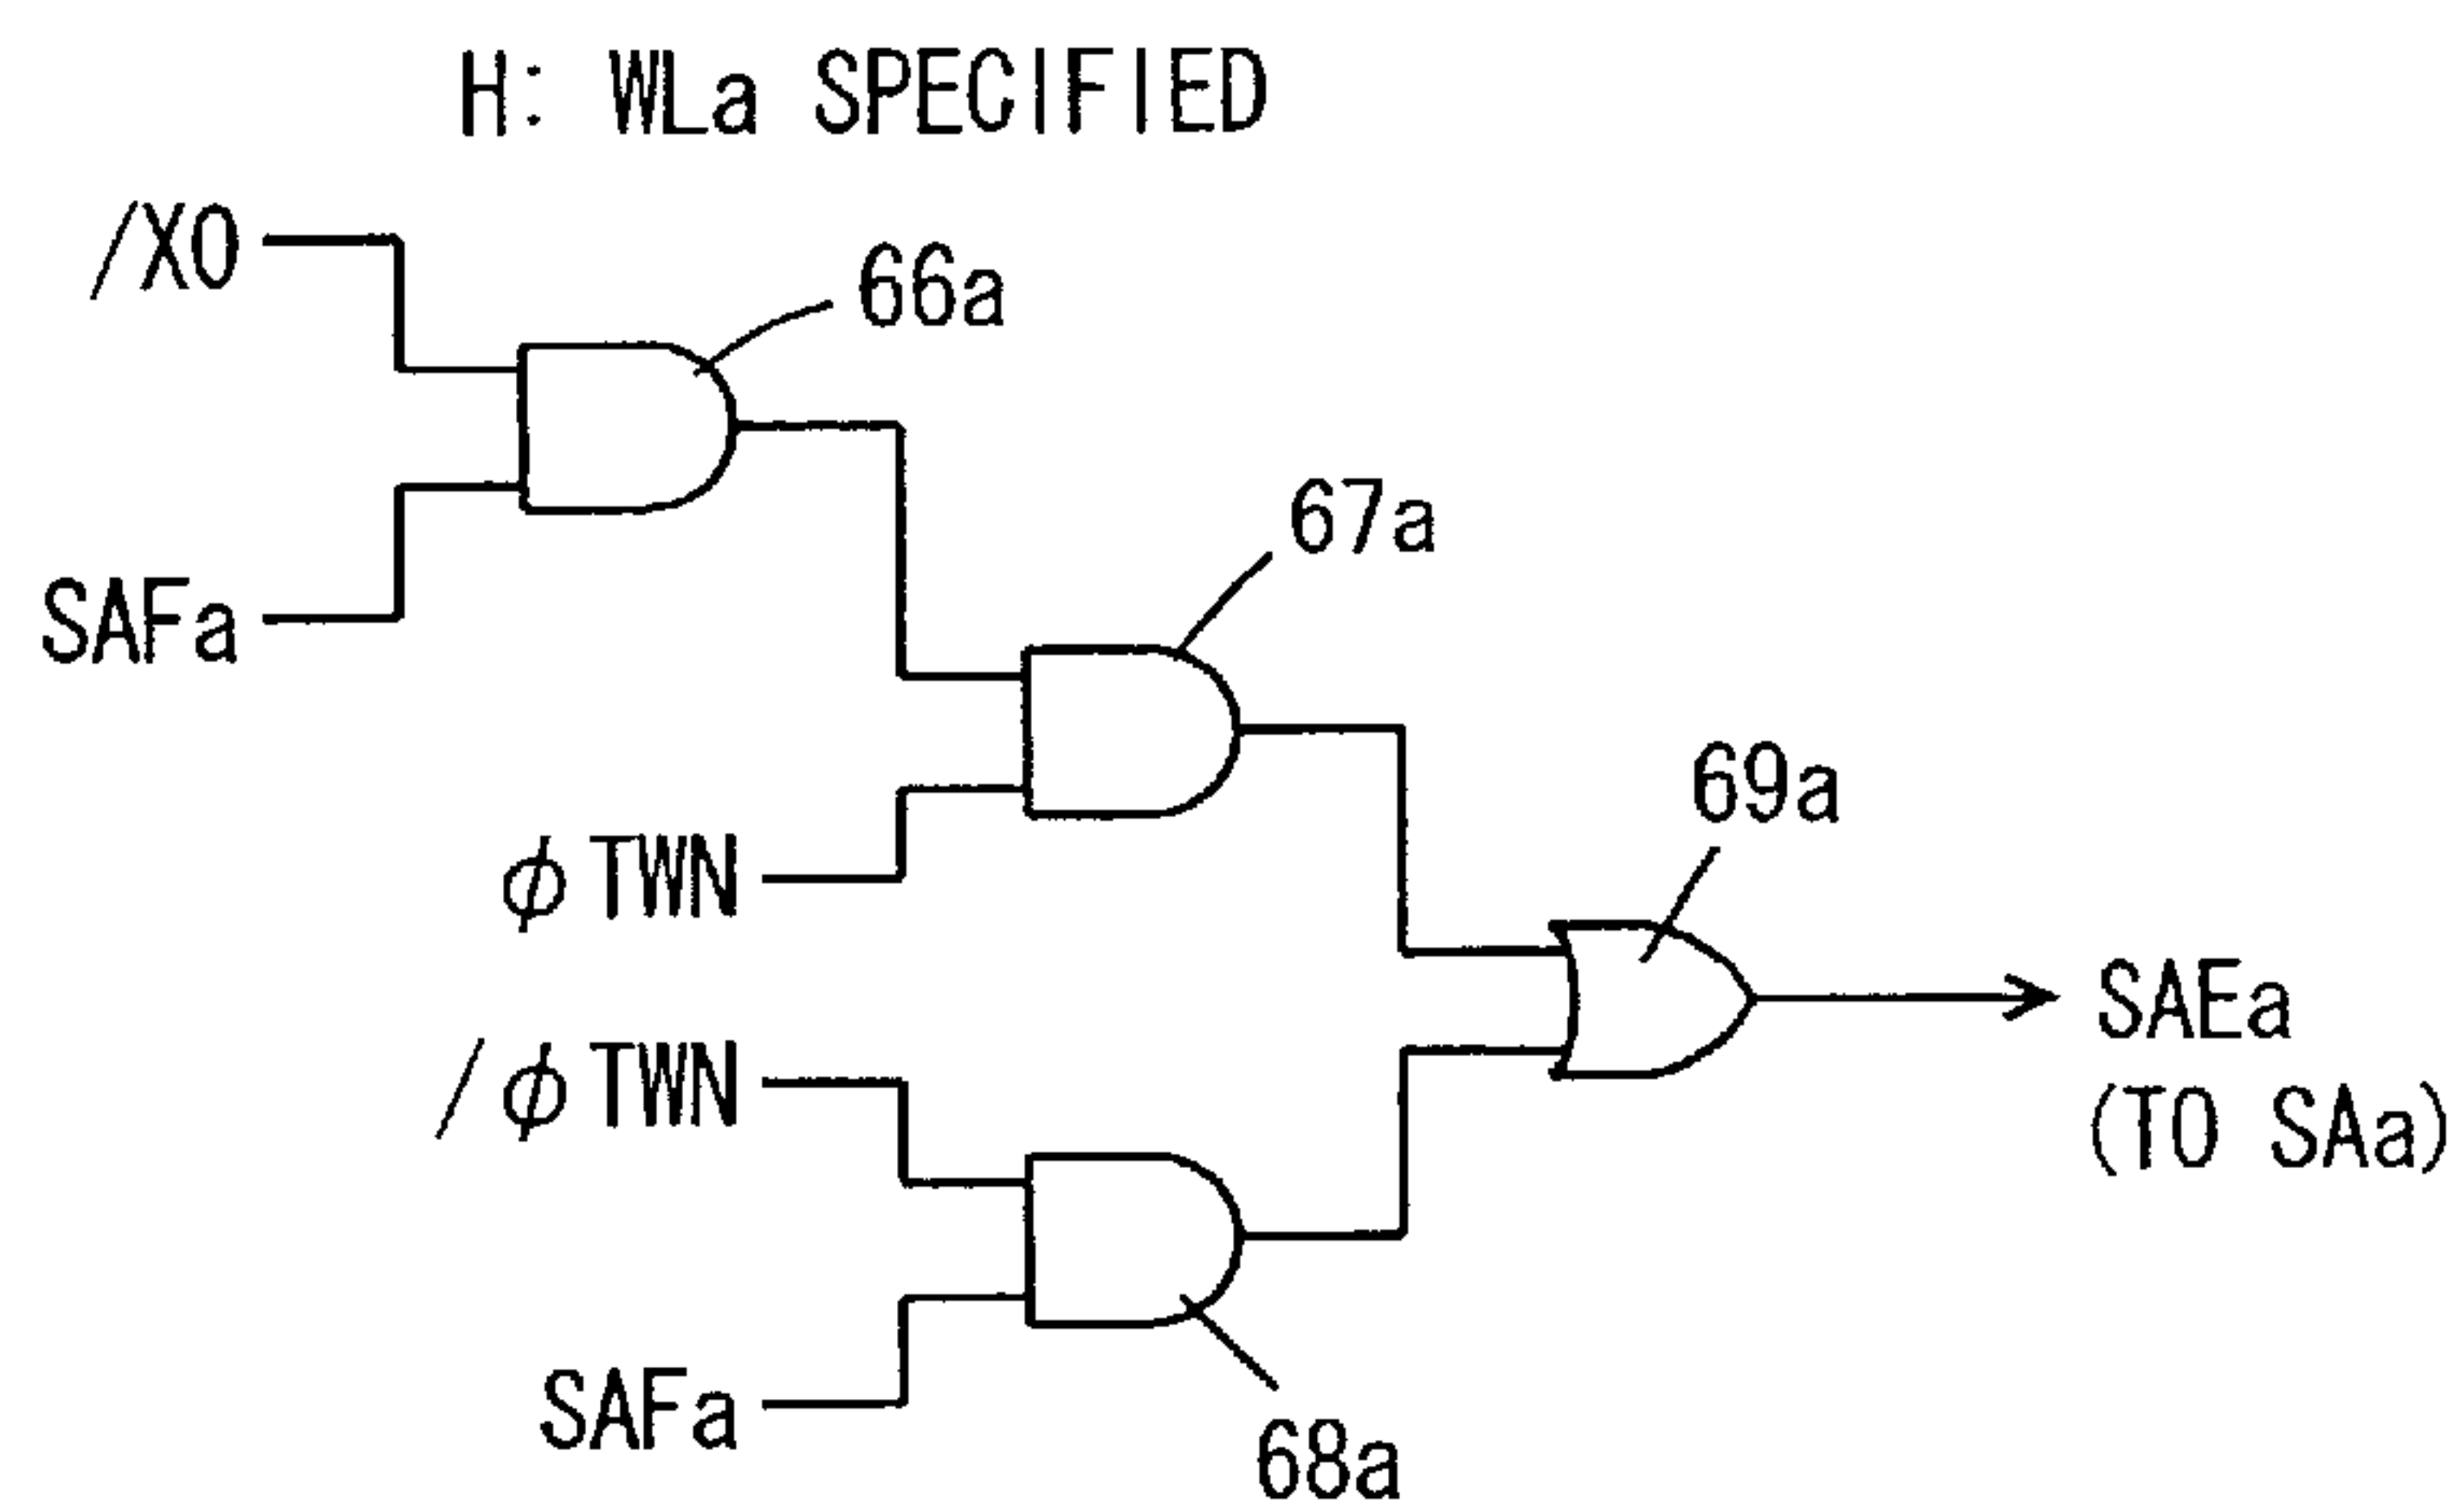 H: WLa SPECIFIED
/X0
66a
SAFa
67a
φTWN
69a
/φTWN
SAEa
(TO SAa)
SAFa
68a